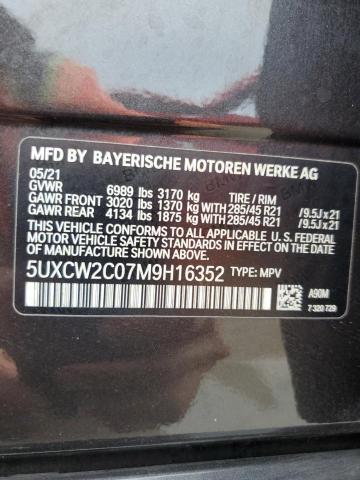 MFD BY BAYERISCHE MOTOREN WERKE AG
05/21
GVWR 6989 lbs 3170 kg TIRE / RIM
GAWR FRONT 3020 lbs 1370 kg WITH 285/45 R21 /9.5J x 21
GAWR REAR 4134 lbs 1875 kg WITH 285/45 R21 /9.5J x 21
THIS VEHICLE CONFORMS TO ALL APPLICABLE
U.S. FEDERAL MOTOR VEHICLE SAFETY STANDARDS
IN EFFECT ON THE DATE OF MANUFACTURE
SHOWN ABOVE.
5UXCW2C07M9H16352 TYPE: MPV
A90M
7 320 729